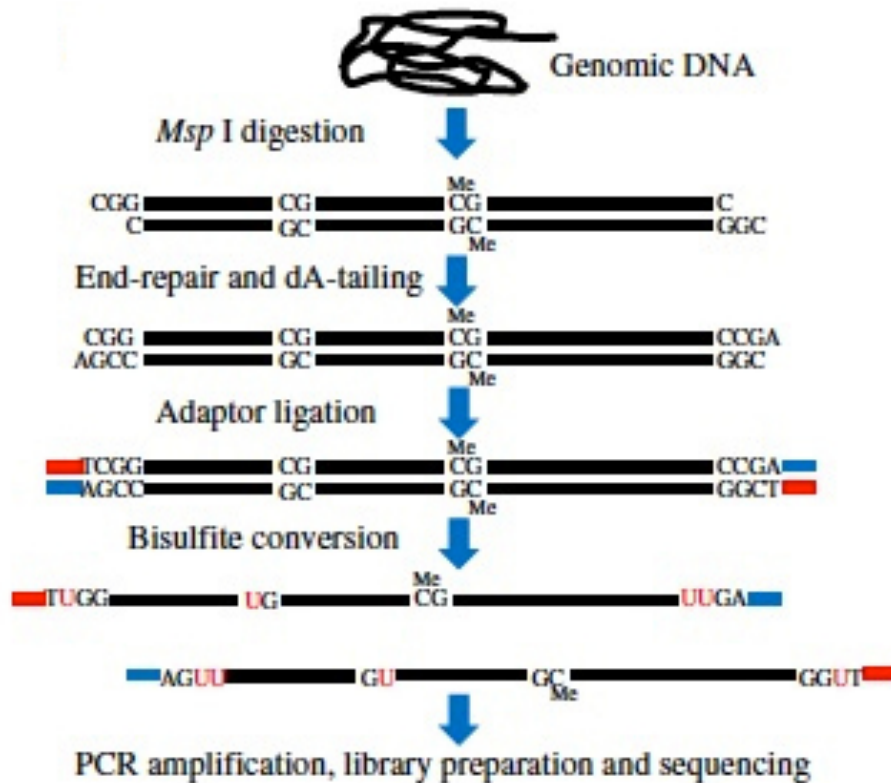 Genomic DNA
Msp I digestion
Me
CGG CG CG C
C GC GC GGC
Me
End-repair and dA-tailing
Me
CGG CG CG CCGA
AGCC GC GC GGC
Me
Adaptor ligation
Me
TCGG CG CG CCGA
AGCC GC GC GGCT
Me
Bisulfite conversion
Me
TUGG UG CG UUGA
AGUU GU GC GGUT
Me
PCR amplification, library preparation and sequencing